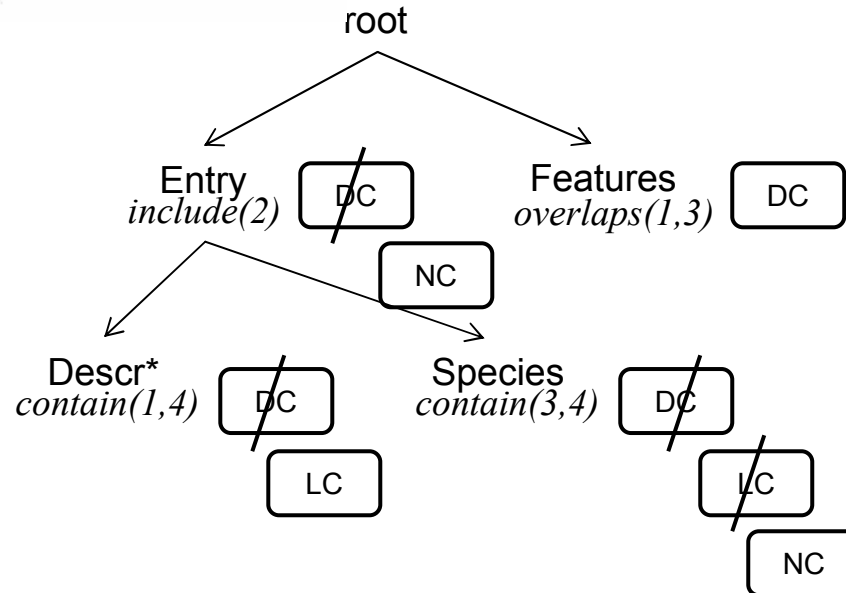 root
Entry
include(2)
DC
NC
Features
overlaps(1,3)
DC
Descr*
contain(1,4)
DC
LC
Species
contain(3,4)
DC
LC
NC